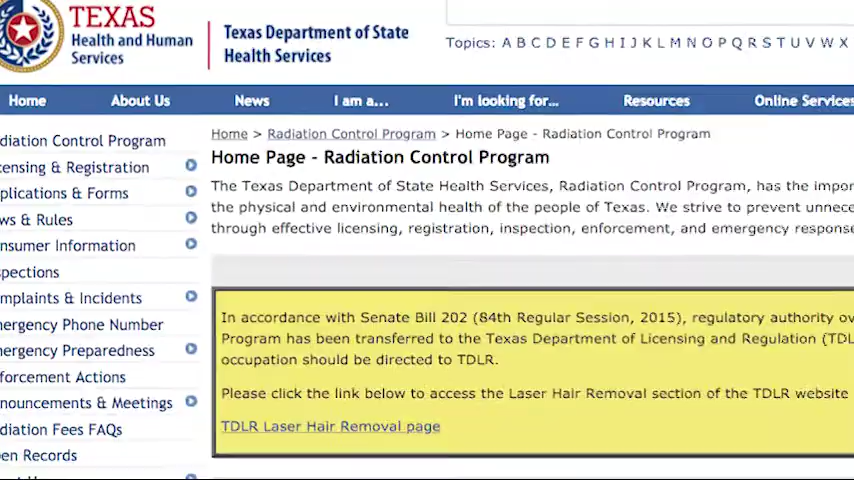 TEXAS
Health and Human
Services
Texas Department of State
Health Services
Topics: A B C D E F G H I J K L M N O P Q R S T U V W X
Home About Us News I am a... I'm looking for... Resources Online Services
diation Control Program
censing & Registration
plications & Forms
ws & Rules
nsumer Information
spections
mplaints & Incidents
mergency Phone Number
mergency Preparedness
forcement Actions
nouncements & Meetings
diation Fees FAQs
en Records
Home > Radiation Control Program > Home Page - Radiation Control Program
Home Page - Radiation Control Program
The Texas Department of State Health Services, Radiation Control Program, has the impor
the physical and environmental health of the people of Texas. We strive to prevent unnece
through effective licensing, registration, inspection, enforcement, and emergency response
In accordance with Senate Bill 202 (84th Regular Session, 2015), regulatory authority ov
Program has been transferred to the Texas Department of Licensing and Regulation (TDL
occupation should be directed to TDLR.
Please click the link below to access the Laser Hair Removal section of the TDLR website
TDLR Laser Hair Removal page